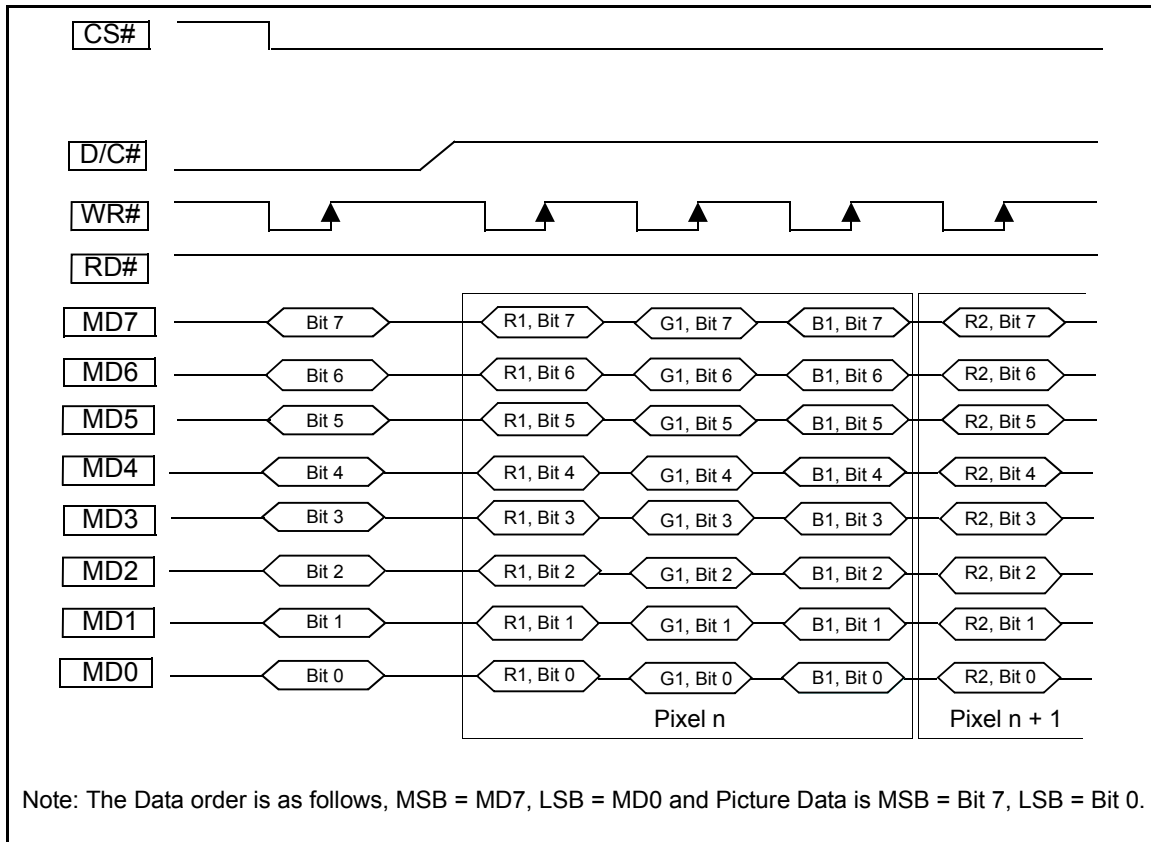 CS#
D/C#
WR#
RD#
MD7 Bit 7 R1, Bit 7 G1, Bit 7 B1, Bit 7 R2, Bit 7
MD6 Bit 6 R1, Bit 6 G1, Bit 6 B1, Bit 6 R2, Bit 6
MD5 Bit 5 R1, Bit 5 G1, Bit 5 B1, Bit 5 R2, Bit 5
MD4 Bit 4 R1, Bit 4 G1, Bit 4 B1, Bit 4 R2, Bit 4
MD3 Bit 3 R1, Bit 3 G1, Bit 3 B1, Bit 3 R2, Bit 3
MD2 Bit 2 R1, Bit 2 G1, Bit 2 B1, Bit 2 R2, Bit 2
MD1 Bit 1 R1, Bit 1 G1, Bit 1 B1, Bit 1 R2, Bit 1
MD0 Bit 0 R1, Bit 0 G1, Bit 0 B1, Bit 0 R2, Bit 0
Pixel n Pixel n + 1
Note: The Data order is as follows, MSB = MD7, LSB = MD0 and Picture Data is MSB = Bit 7, LSB = Bit 0.